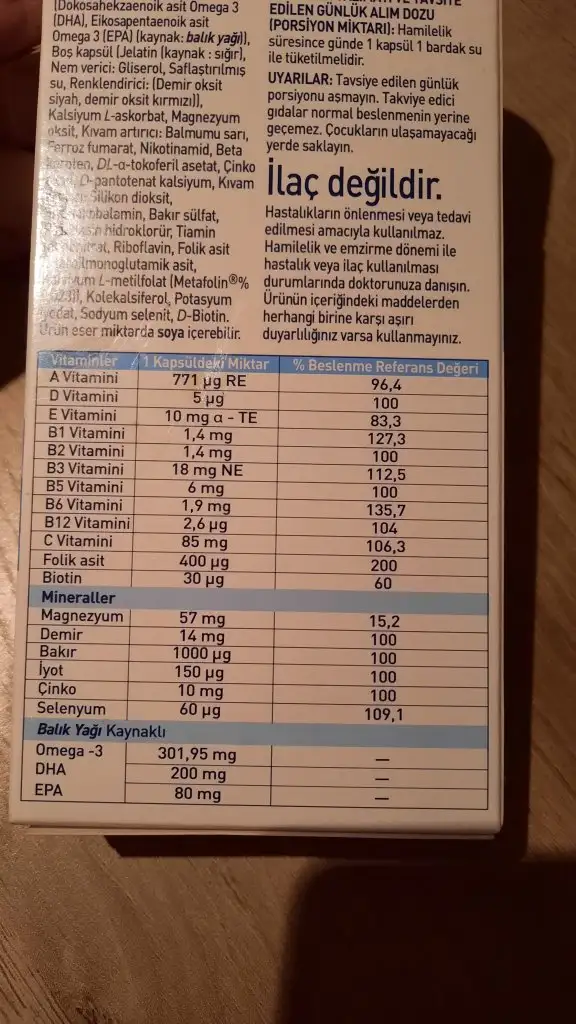 (Dokosahekzaenoik asit Omega 3
(DHA), Eikosapentaenoik asit
Omega 3 (EPA) (kaynak: balık yağı)),
Boş kapsül (Jelatin (kaynak : sığır),
Nem verici: Gliserol, Saflaştırılmış
su, Renklendirici: (Demir oksit
siyah, demir oksit kırmızı)),
Kalsiyum L-askorbat, Magnezyum
oksit, Kıvam artırıcı: Balmumu sarı,
Ferroz fumarat, Nikotinamid, Beta
DL-α-tokoferil asetat, Çinko
D-pantotenat kalsiyum, Kıvam
Silikon dioksit,
Bakır sülfat,
hidroklorür, Tiamin
Riboflavin, Folik asit
asit,
L-metilfolat (Metafolin®%
Kolekalsiferol, Potasyum
Sodyum selenit, D-Biotin.
Ürün eser miktarda soya içerebilir.
EDİLEN GÜNLÜK ALIM DOZU
(PORSİYON MİKTARI): Hamilelik
süresince günde 1 kapsül 1 bardak su
ile tüketilmelidir.
UYARILAR: Tavsiye edilen günlük
porsiyonu aşmayın. Takviye edici
gıdalar normal beslenmenin yerine
geçemez. Çocukların ulaşamayacağı
yerde saklayın.
İlaç değildir.
Hastalıkların önlenmesi veya tedavi
edilmesi amacıyla kullanılmaz.
Hamilelik ve emzirme dönemi ile
hastalık veya ilaç kullanılması
durumlarında doktorunuza danışın.
Ürünün içeriğindeki maddelerden
herhangi birine karşı aşırı
duyarlılığınız varsa kullanmayınız.
Vitaminler 1 Kapsüldeki Miktar % Beslenme Referans Değeri
A Vitamini 771 µg RE 96,4
D Vitamini 5 µg 100
E Vitamini 10 mg α - TE 83,3
B1 Vitamini 1,4 mg 127,3
B2 Vitamini 1,4 mg 100
B3 Vitamini 18 mg NE 112,5
B5 Vitamini 6 mg 100
B6 Vitamini 1,9 mg 135,7
B12 Vitamini 2,6 µg 104
C Vitamini 85 mg 106,3
Folik asit 400 µg 200
Biotin 30 µg 60
Mineraller
Magnezyum 57 mg 15,2
Demir 14 mg 100
Bakır 1000 µg 100
İyot 150 µg 100
Çinko 10 mg 100
Selenyum 60 µg 109,1
Balık Yağı Kaynaklı
Omega -3 301,95 mg —
DHA 200 mg —
EPA 80 mg —